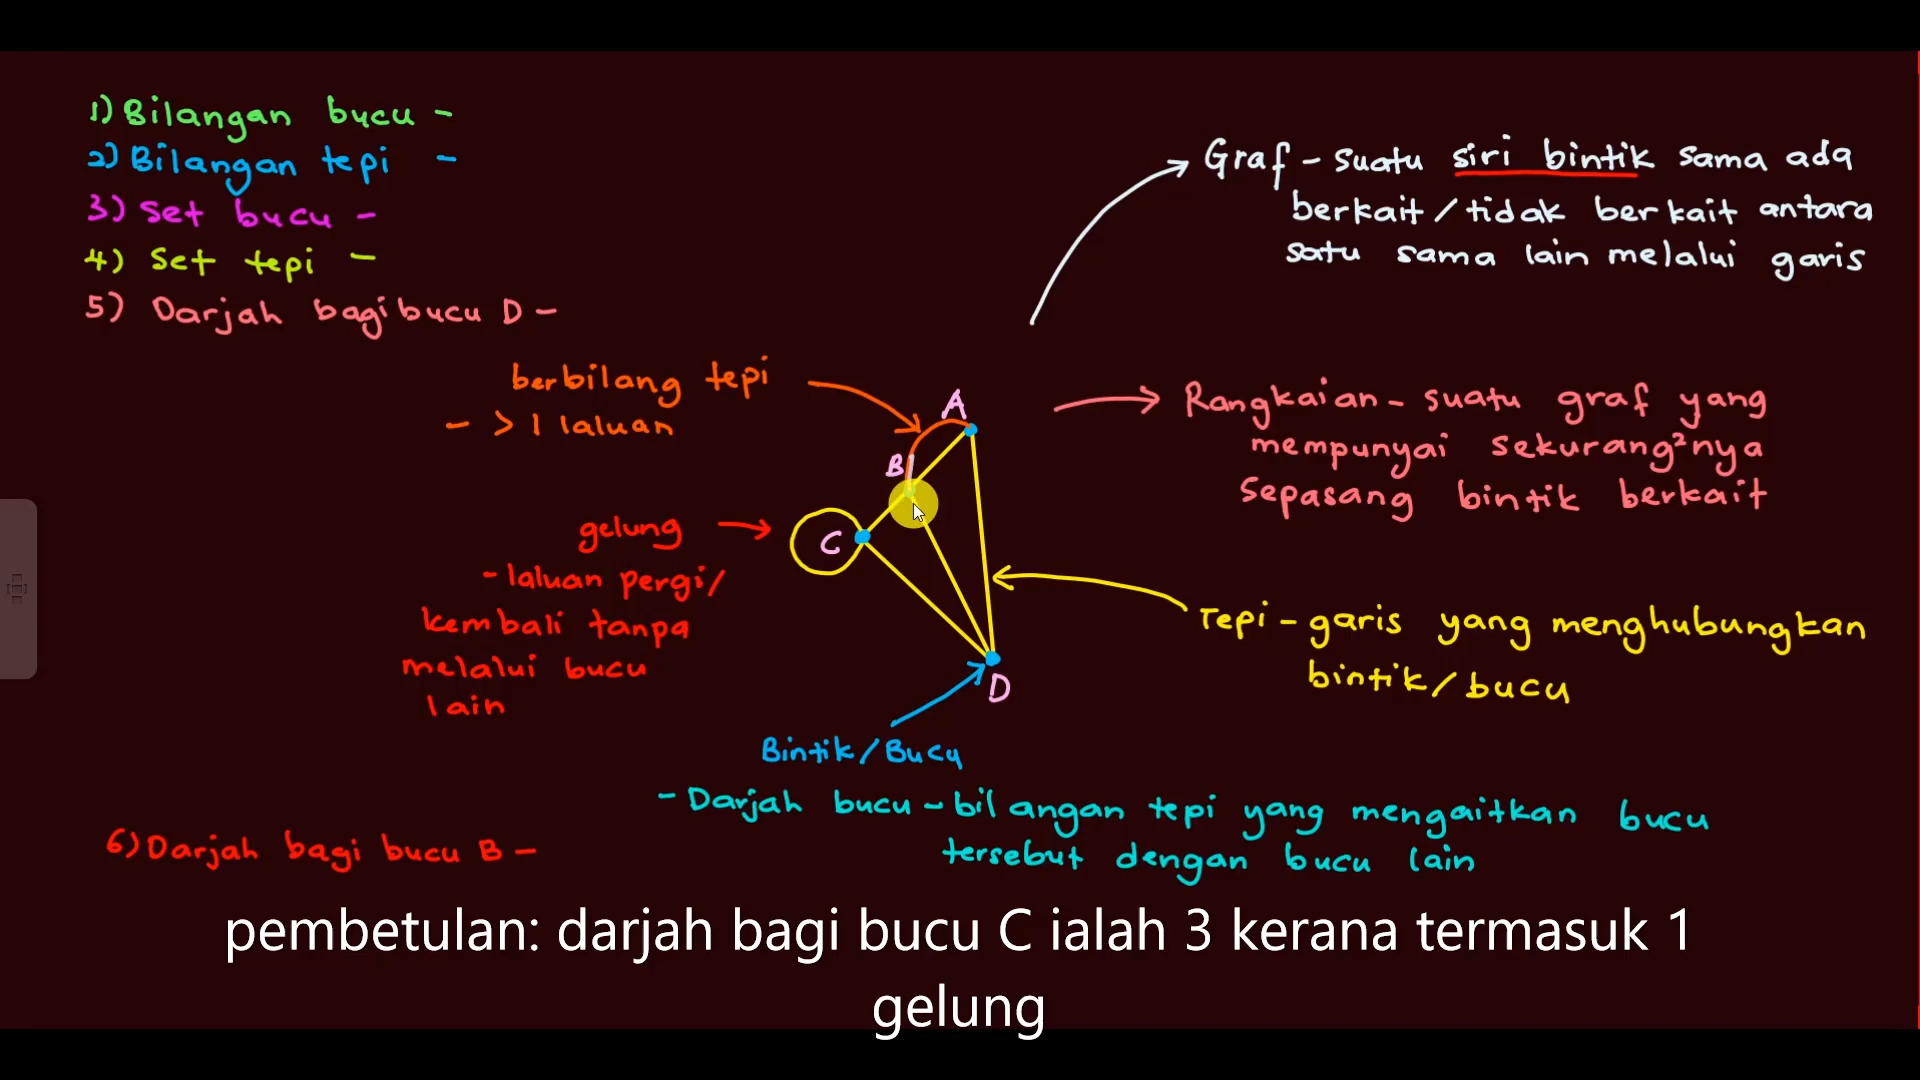 1) Bilangan bucu -
2) Bilangan tepi -
3) Set bucu -
4) Set tepi -
5) Darjah bagi bucu D -
Graf - suatu siri bintik sama ada
berkait / tidak berkait antara
satu sama lain melalui garis
berbilang tepi
- > 1 laluan
A
B
C
D
Rangkaian - suatu graf yang
mempunyai sekurang²nya
sepasang bintik berkait
gelung
- laluan pergi /
kembali tanpa
melalui bucu
lain
Tepi - garis yang menghubungkan
bintik / bucu
Bintik / Bucu
- Darjah bucu - bilangan tepi yang mengaitkan bucu
tersebut dengan bucu lain
6) Darjah bagi bucu B -
pembetulan: darjah bagi bucu C ialah 3 kerana termasuk 1
gelung